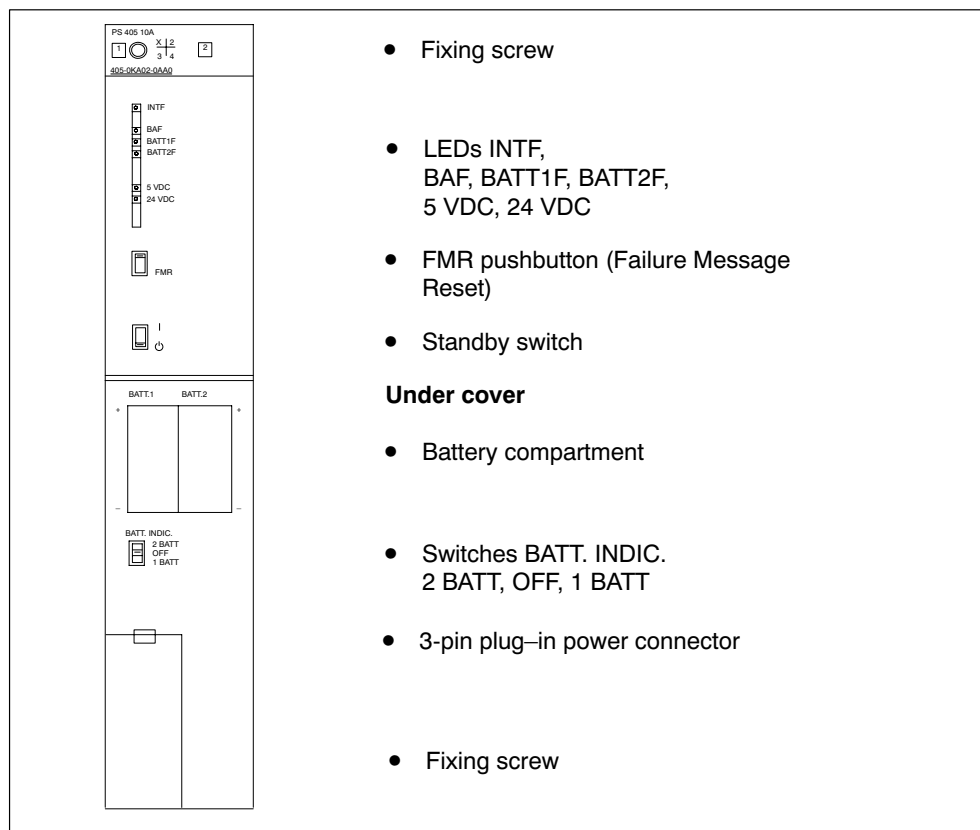 PS 405 10A
1
X 2
3 4
2
405-0KA02-0AA0
INTF
BAF
BATT1F
BATT2F
5 VDC
24 VDC
FMR
I
BATT.1 BATT.2
+ +
– –
BATT. INDIC.
2 BATT
OFF
1 BATT
• Fixing screw
• LEDs INTF,
BAF, BATT1F, BATT2F,
5 VDC, 24 VDC
• FMR pushbutton (Failure Message
Reset)
• Standby switch
Under cover
• Battery compartment
• Switches BATT. INDIC.
2 BATT, OFF, 1 BATT
• 3-pin plug–in power connector
• Fixing screw